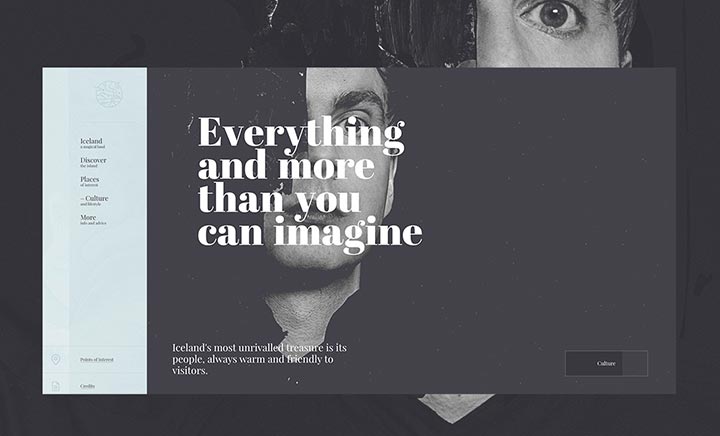 Iceland
a magical land
Discover
the island
Places
of interest
– Culture
and lifestyle
More
info and advice
Points of Interest
Credits
Everything
and more
than you
can imagine
Iceland's most unrivalled treasure is its
people, always warm and friendly to
visitors.
Culture